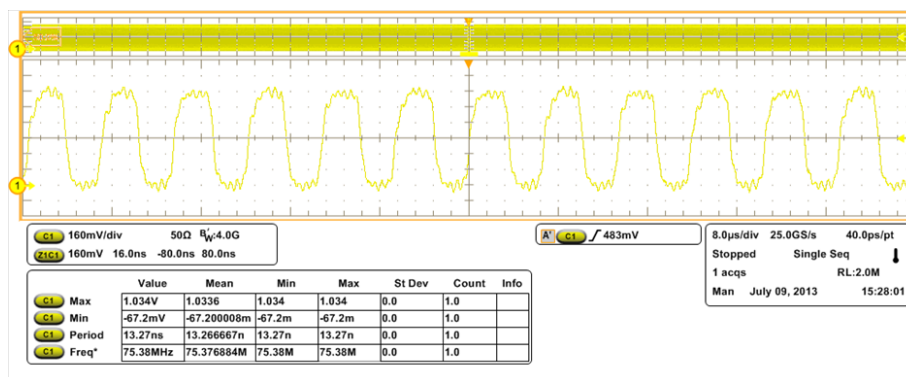 1
1
C1 160mV/div 50Ω BW:4.0G
Z1C1 160mV 16.0ns -80.0ns 80.0ns
A' C1 483mV
8.0µs/div 25.0GS/s 40.0ps/pt
Stopped Single Seq
1 acqs RL:2.0M
Man July 09, 2013 15:28:01
Value Mean Min Max St Dev Count Info
C1 Max 1.034V 1.0336 1.034 1.034 0.0 1.0
C1 Min -67.2mV -67.200008m -67.2m -67.2m 0.0 1.0
C1 Period 13.27ns 13.266667n 13.27n 13.27n 0.0 1.0
C1 Freq* 75.38MHz 75.376884M 75.38M 75.38M 0.0 1.0